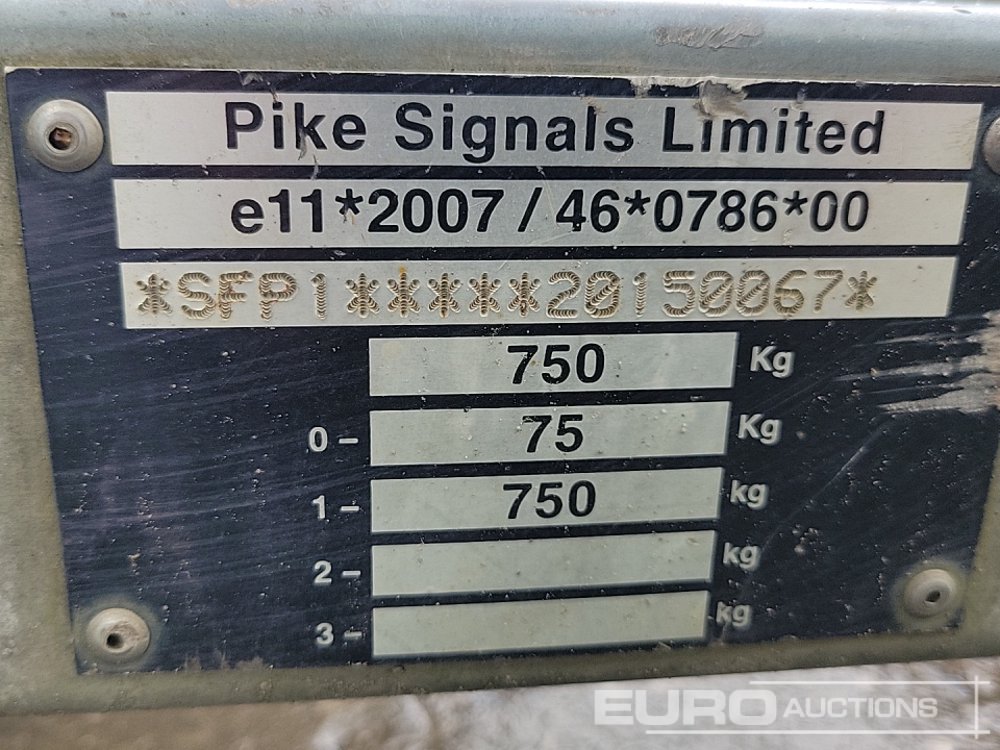 Pike Signals Limited
e11*2007 / 46*0786*00
*SFP1*****20150067*
750 Kg
0- 75 Kg
1- 750 kg
2- kg
3- kg
EURO AUCTIONS